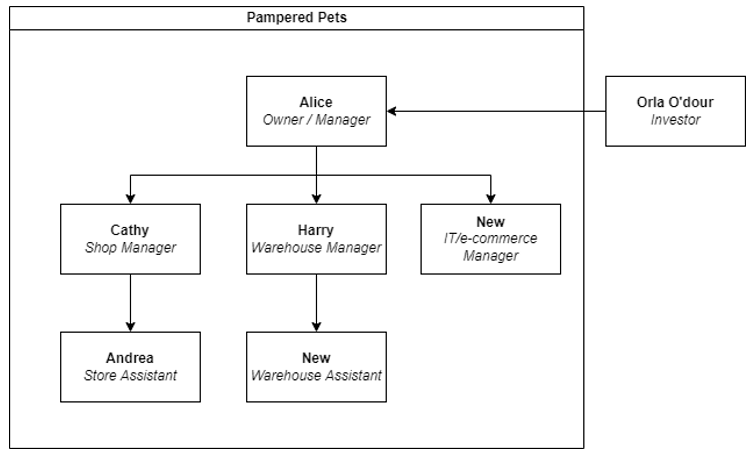 Pampered Pets
Alice
Owner / Manager
Orla O'dour
Investor
Cathy
Shop Manager
Harry
Warehouse Manager
New
IT/e-commerce
Manager
Andrea
Store Assistant
New
Warehouse Assistant